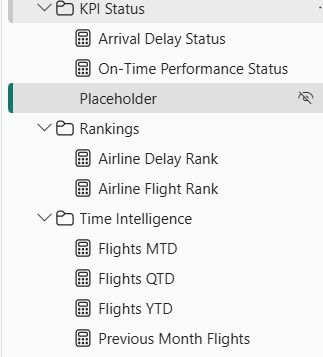 KPI Status
Arrival Delay Status
On-Time Performance Status
Placeholder
Rankings
Airline Delay Rank
Airline Flight Rank
Time Intelligence
Flights MTD
Flights QTD
Flights YTD
Previous Month Flights